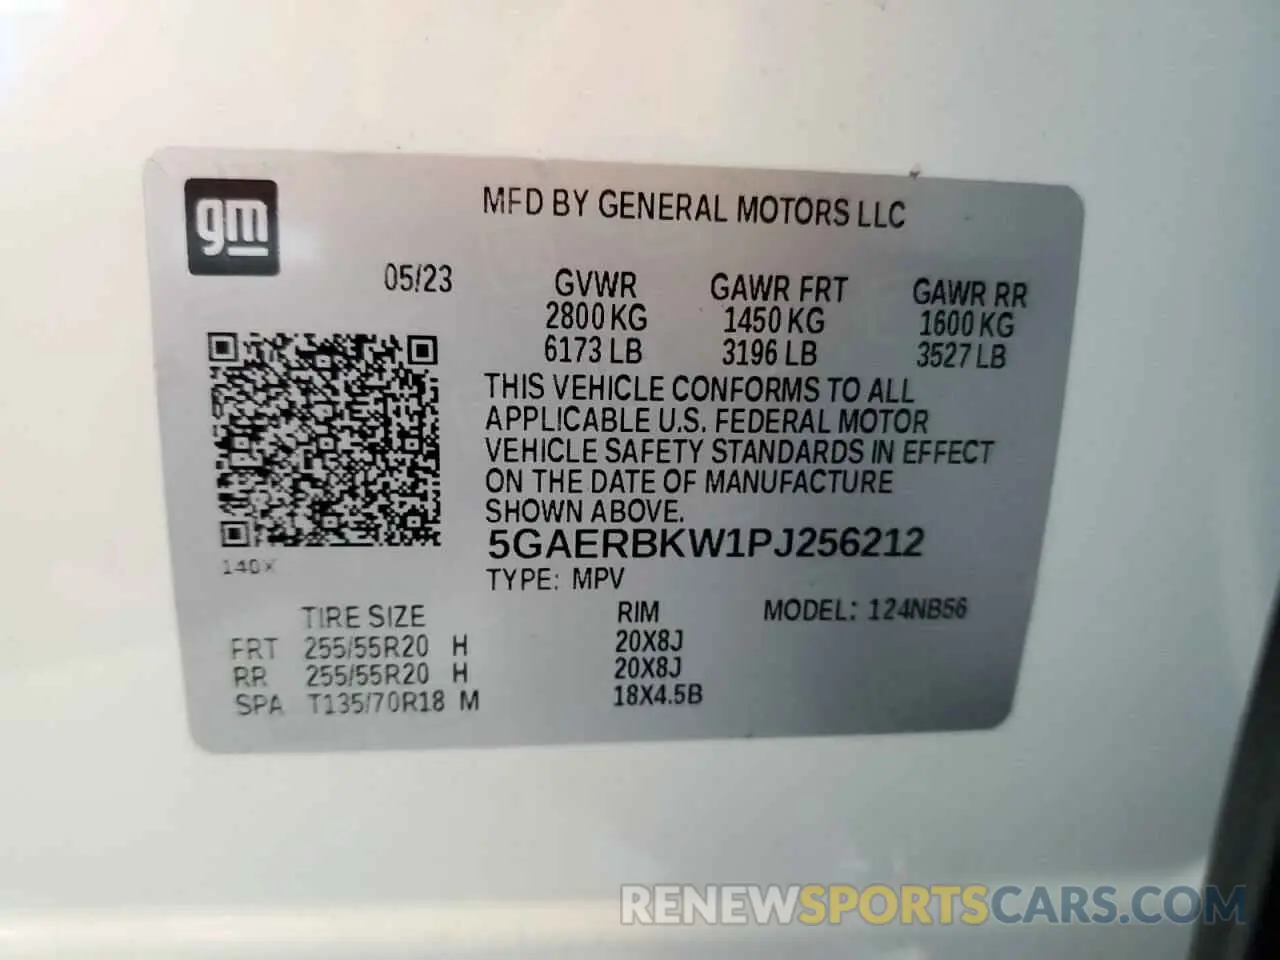 gm
MFD BY GENERAL MOTORS LLC
05/23
GVWR GAWR FRT GAWR RR
2800 KG 1450 KG 1600 KG
6173 LB 3196 LB 3527 LB
THIS VEHICLE CONFORMS TO ALL
APPLICABLE U.S. FEDERAL MOTOR
VEHICLE SAFETY STANDARDS IN EFFECT
ON THE DATE OF MANUFACTURE
SHOWN ABOVE.
5GAERBKW1PJ256212
140X
TYPE: MPV
TIRE SIZE RIM MODEL: 124NB56
FRT 255/55R20 H 20X8J
RR 255/55R20 H 20X8J
SPA T135/70R18 M 18X4.5B
RENEWSPORTSCARS.COM